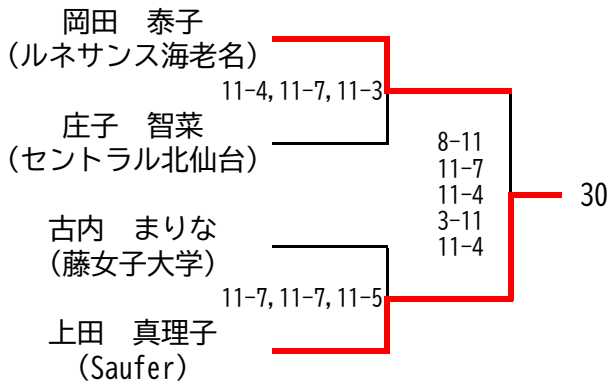 岡田　泰子
(ルネサンス海老名)
11-4,11-7,11-3
庄子　智菜
(セントラル北仙台)
8-11
11-7
11-4
3-11
11-4
30
古内　まりな
(藤女子大学)
11-7,11-7,11-5
上田　真理子
(Saufer)